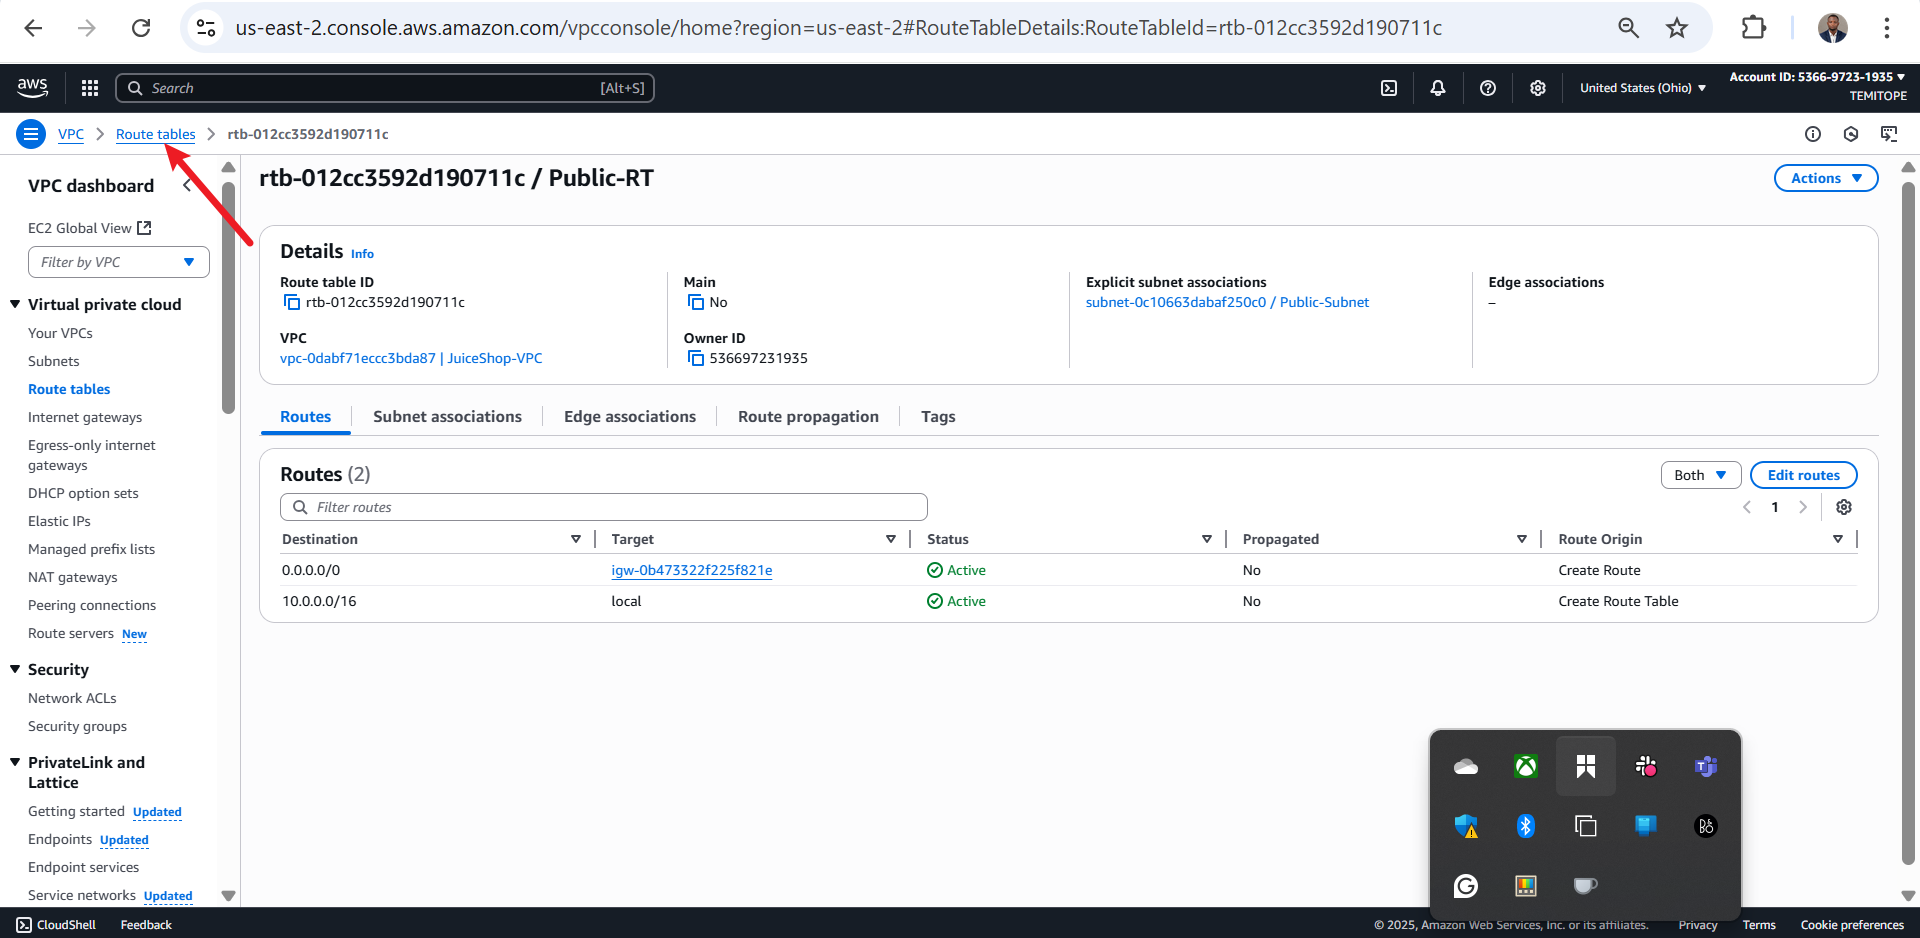 us-east-2.console.aws.amazon.com/vpcconsole/home?region=us-east-2#RouteTableDetails:RouteTableId=rtb-012cc3592d190711c
aws
Search [Alt+S]
United States (Ohio)
Account ID: 5366-9723-1935
TEMITOPE
VPC
Route tables
rtb-012cc3592d190711c
VPC dashboard
EC2 Global View
Filter by VPC
Virtual private cloud
Your VPCs
Subnets
Route tables
Internet gateways
Egress-only internet
gateways
DHCP option sets
Elastic IPs
Managed prefix lists
NAT gateways
Peering connections
Route servers New
Security
Network ACLs
Security groups
PrivateLink and
Lattice
Getting started Updated
Endpoints Updated
Endpoint services
Service networks Updated
rtb-012cc3592d190711c / Public-RT
Actions
Details Info
Route table ID
rtb-012cc3592d190711c
VPC
vpc-0dabf71eccc3bda87 | JuiceShop-VPC
Main
No
Owner ID
536697231935
Explicit subnet associations
subnet-0c10663dabaf250c0 / Public-Subnet
Edge associations
–
Routes
Subnet associations
Edge associations
Route propagation
Tags
Routes (2)
Both
Edit routes
Filter routes
1
Destination Target Status Propagated Route Origin
0.0.0.0/0 igw-0b473322f225f821e Active No Create Route
10.0.0.0/16 local Active No Create Route Table
CloudShell
Feedback
© 2025, Amazon Web Services, Inc. or its affiliates.
Privacy
Terms
Cookie preferences